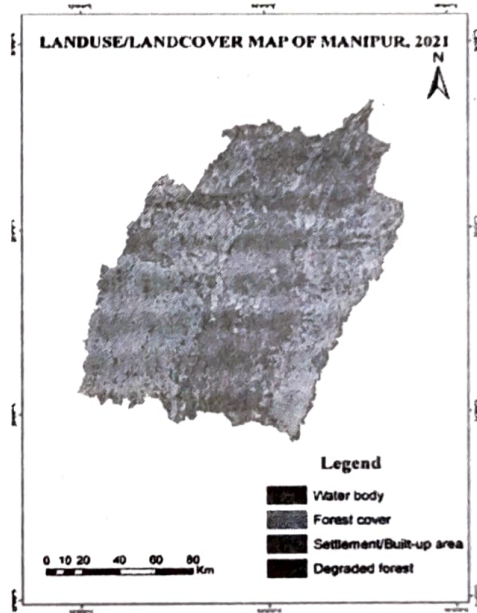 LANDUSE/LANDCOVER MAP OF MANIPUR, 2021
N
Legend
Water body
Forest cover
Settlement/Built-up area
Degraded forest
0 10 20 40 60 80
Km